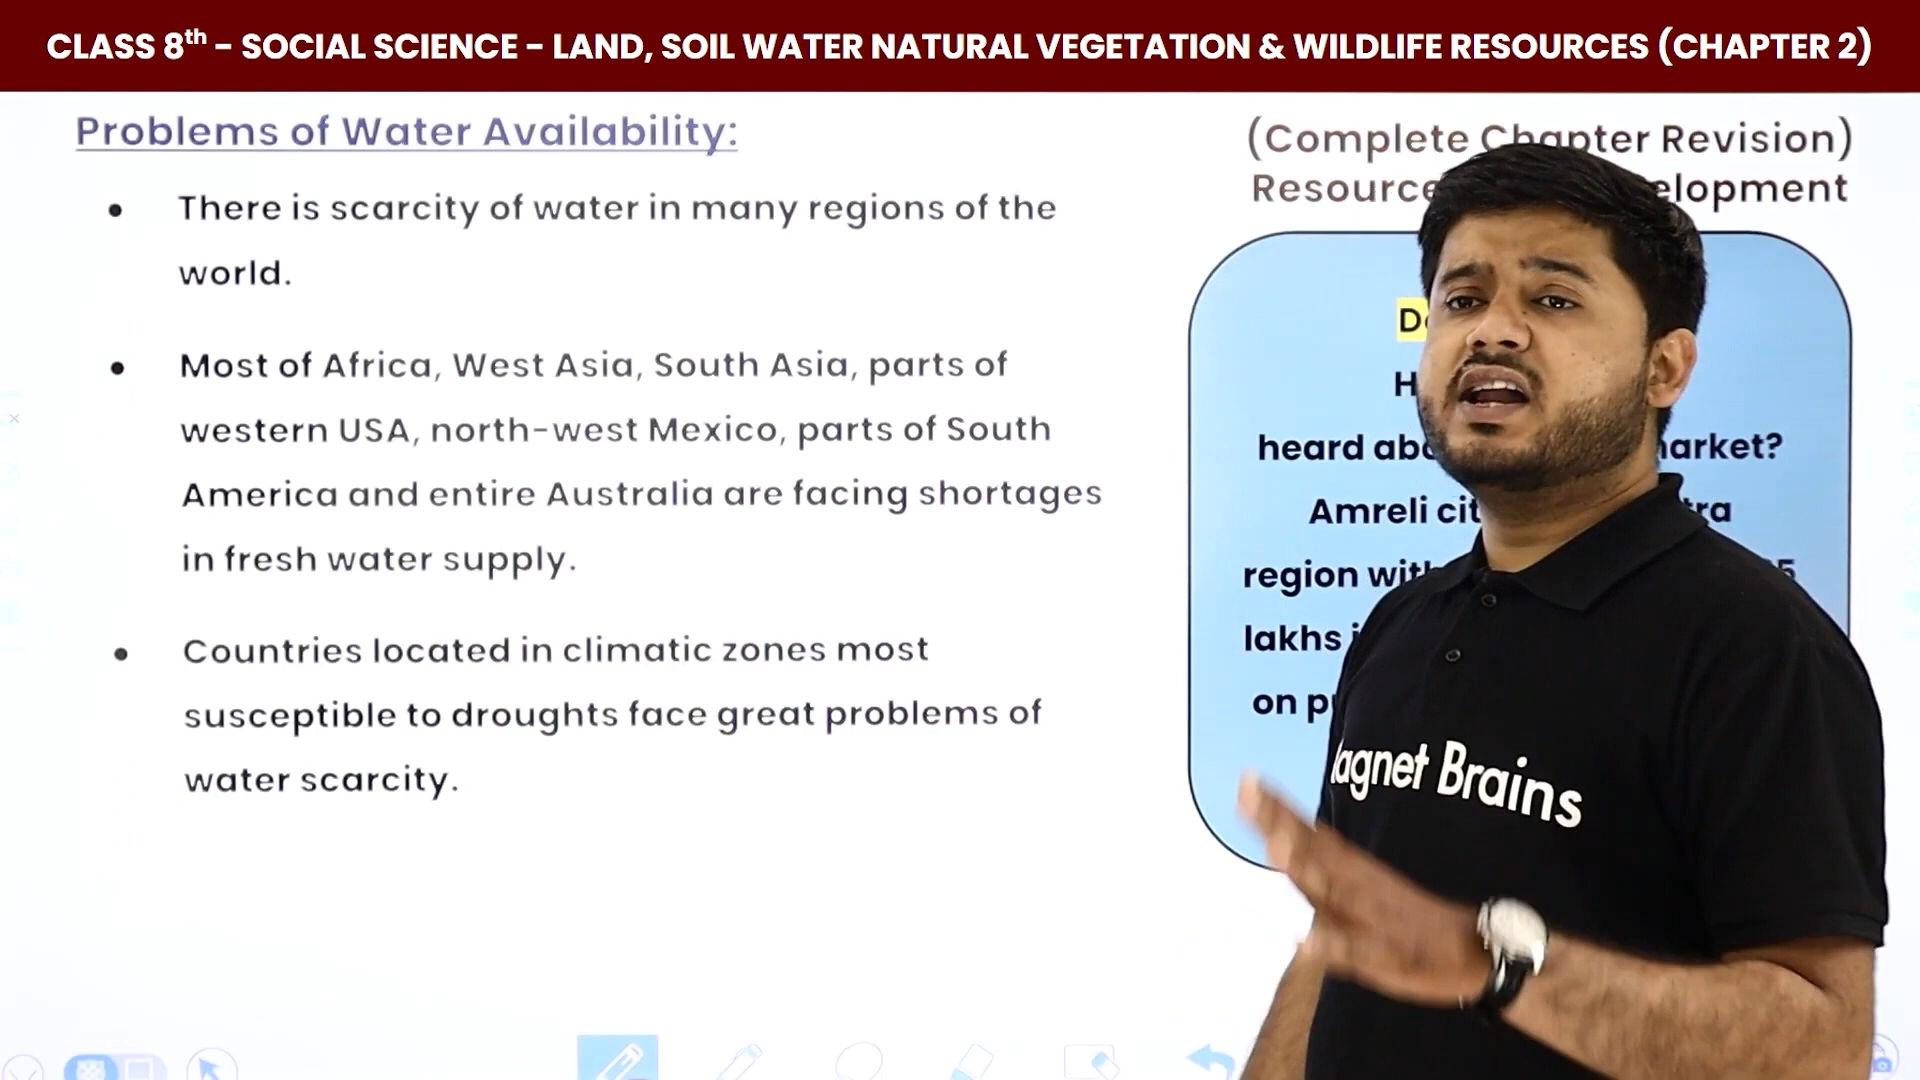 CLASS 8th - SOCIAL SCIENCE - LAND, SOIL WATER NATURAL VEGETATION & WILDLIFE RESOURCES (CHAPTER 2)
Problems of Water Availability:
• There is scarcity of water in many regions of the
world.
• Most of Africa, West Asia, South Asia, parts of
western USA, north-west Mexico, parts of South
America and entire Australia are facing shortages
in fresh water supply.
• Countries located in climatic zones most
susceptible to droughts face great problems of
water scarcity.
(Complete Chapter Revision)
heard market?
Amreli
region
lakhs
on
Brains